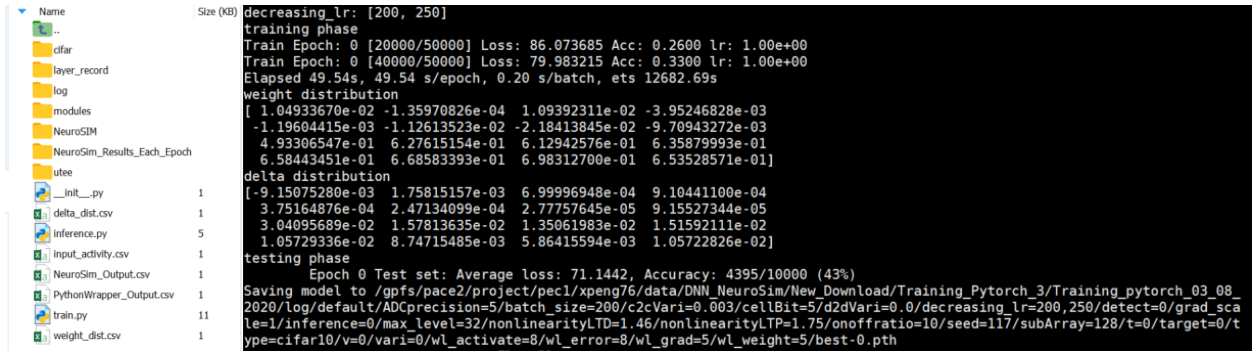 Name Size (KB)
..
cifar
layer_record
log
modules
NeuroSIM
NeuroSim_Results_Each_Epoch
utee
__init__.py 1
delta_dist.csv 1
inference.py 5
input_activity.csv 1
NeuroSim_Output.csv 1
PythonWrapper_Output.csv 1
train.py 11
weight_dist.csv 1
decreasing_lr: [200, 250]
training phase
Train Epoch: 0 [20000/50000] Loss: 86.073685 Acc: 0.2600 lr: 1.00e+00
Train Epoch: 0 [40000/50000] Loss: 79.983215 Acc: 0.3300 lr: 1.00e+00
Elapsed 49.54s, 49.54 s/epoch, 0.20 s/batch, ets 12682.69s
weight distribution
[ 1.04933670e-02 -1.35970826e-04 1.09392311e-02 -3.95246828e-03
-1.19604415e-03 -1.12613523e-02 -2.18413845e-02 -9.70943272e-03
4.93306547e-01 6.27615154e-01 6.12942576e-01 6.35879993e-01
6.58443451e-01 6.68583393e-01 6.98312700e-01 6.53528571e-01]
delta distribution
[-9.15075280e-03 1.75815157e-03 6.99996948e-04 9.10441100e-04
3.75164876e-04 2.47134099e-04 2.77757645e-05 9.15527344e-05
3.04095689e-02 1.57813635e-02 1.35061983e-02 1.51592111e-02
1.05729336e-02 8.74715485e-03 5.86415594e-03 1.05722826e-02]
testing phase
Epoch 0 Test set: Average loss: 71.1442, Accuracy: 4395/10000 (43%)
Saving model to /gpfs/pace2/project/pec1/xpeng76/data/DNN_NeuroSim/New_Download/Training_Pytorch_3/Training_pytorch_03_08_
2020/log/default/ADCprecision=5/batch_size=200/c2cVari=0.003/cellBit=5/d2dVari=0.0/decreasing_lr=200,250/detect=0/grad_sca
le=1/inference=0/max_level=32/nonlinearityLTD=1.46/nonlinearityLTP=1.75/onoffratio=10/seed=117/subArray=128/t=0/target=0/t
ype=cifar10/v=0/vari=0/wl_activate=8/wl_error=8/wl_grad=5/wl_weight=5/best-0.pth